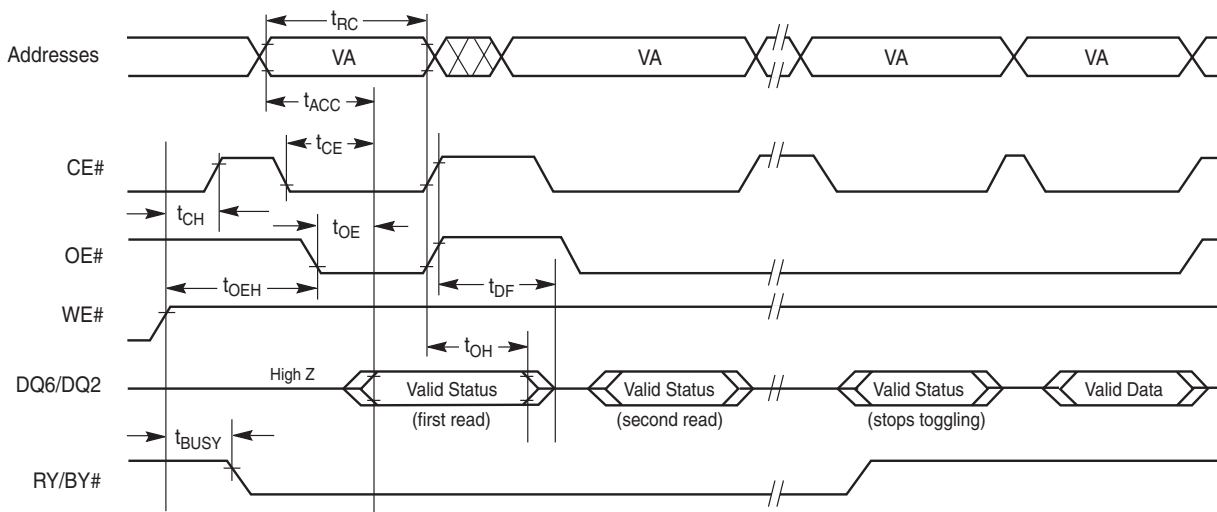 tRC
Addresses VA VA VA VA
tACC
tCE
CE#
tCH tOE
OE#
tOEH tDF
WE#
tOH
DQ6/DQ2 High Z Valid Status Valid Status Valid Status Valid Data
(first read) (second read) (stops toggling)
tBUSY
RY/BY#